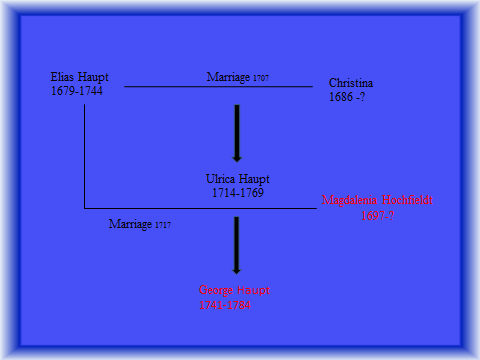 Elias Haupt
1679-1744
Marriage 1707
Christina
1686 -?
Ulrica Haupt
1714-1769
Magdalenia Hochfieldt
1697-?
Marriage 1717
George Haupt
1741-1784